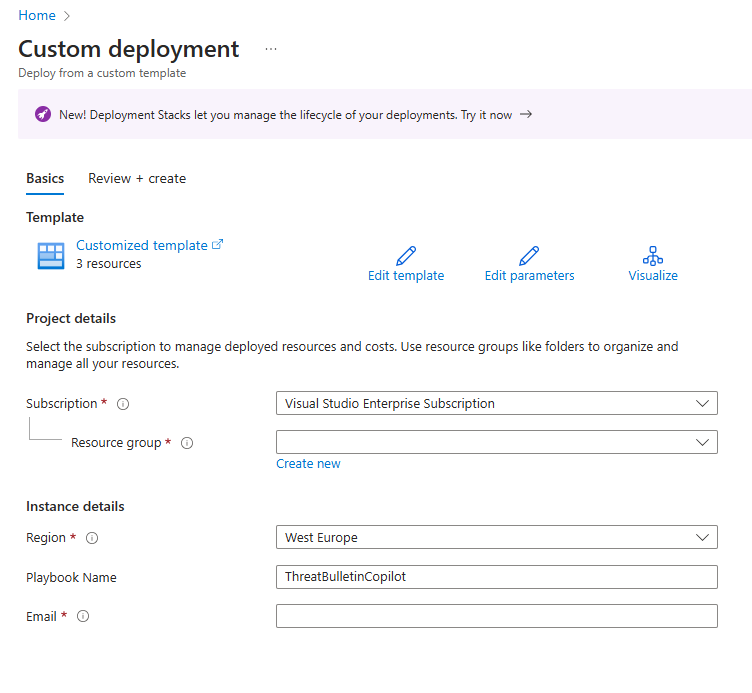 Home
Custom deployment ...
Deploy from a custom template
New! Deployment Stacks let you manage the lifecycle of your deployments. Try it now →
Basics Review + create
Template
Customized template
3 resources
Edit template Edit parameters Visualize
Project details
Select the subscription to manage deployed resources and costs. Use resource groups like folders to organize and
manage all your resources.
Subscription * Visual Studio Enterprise Subscription
Resource group *
Create new
Instance details
Region * West Europe
Playbook Name ThreatBulletinCopilot
Email *